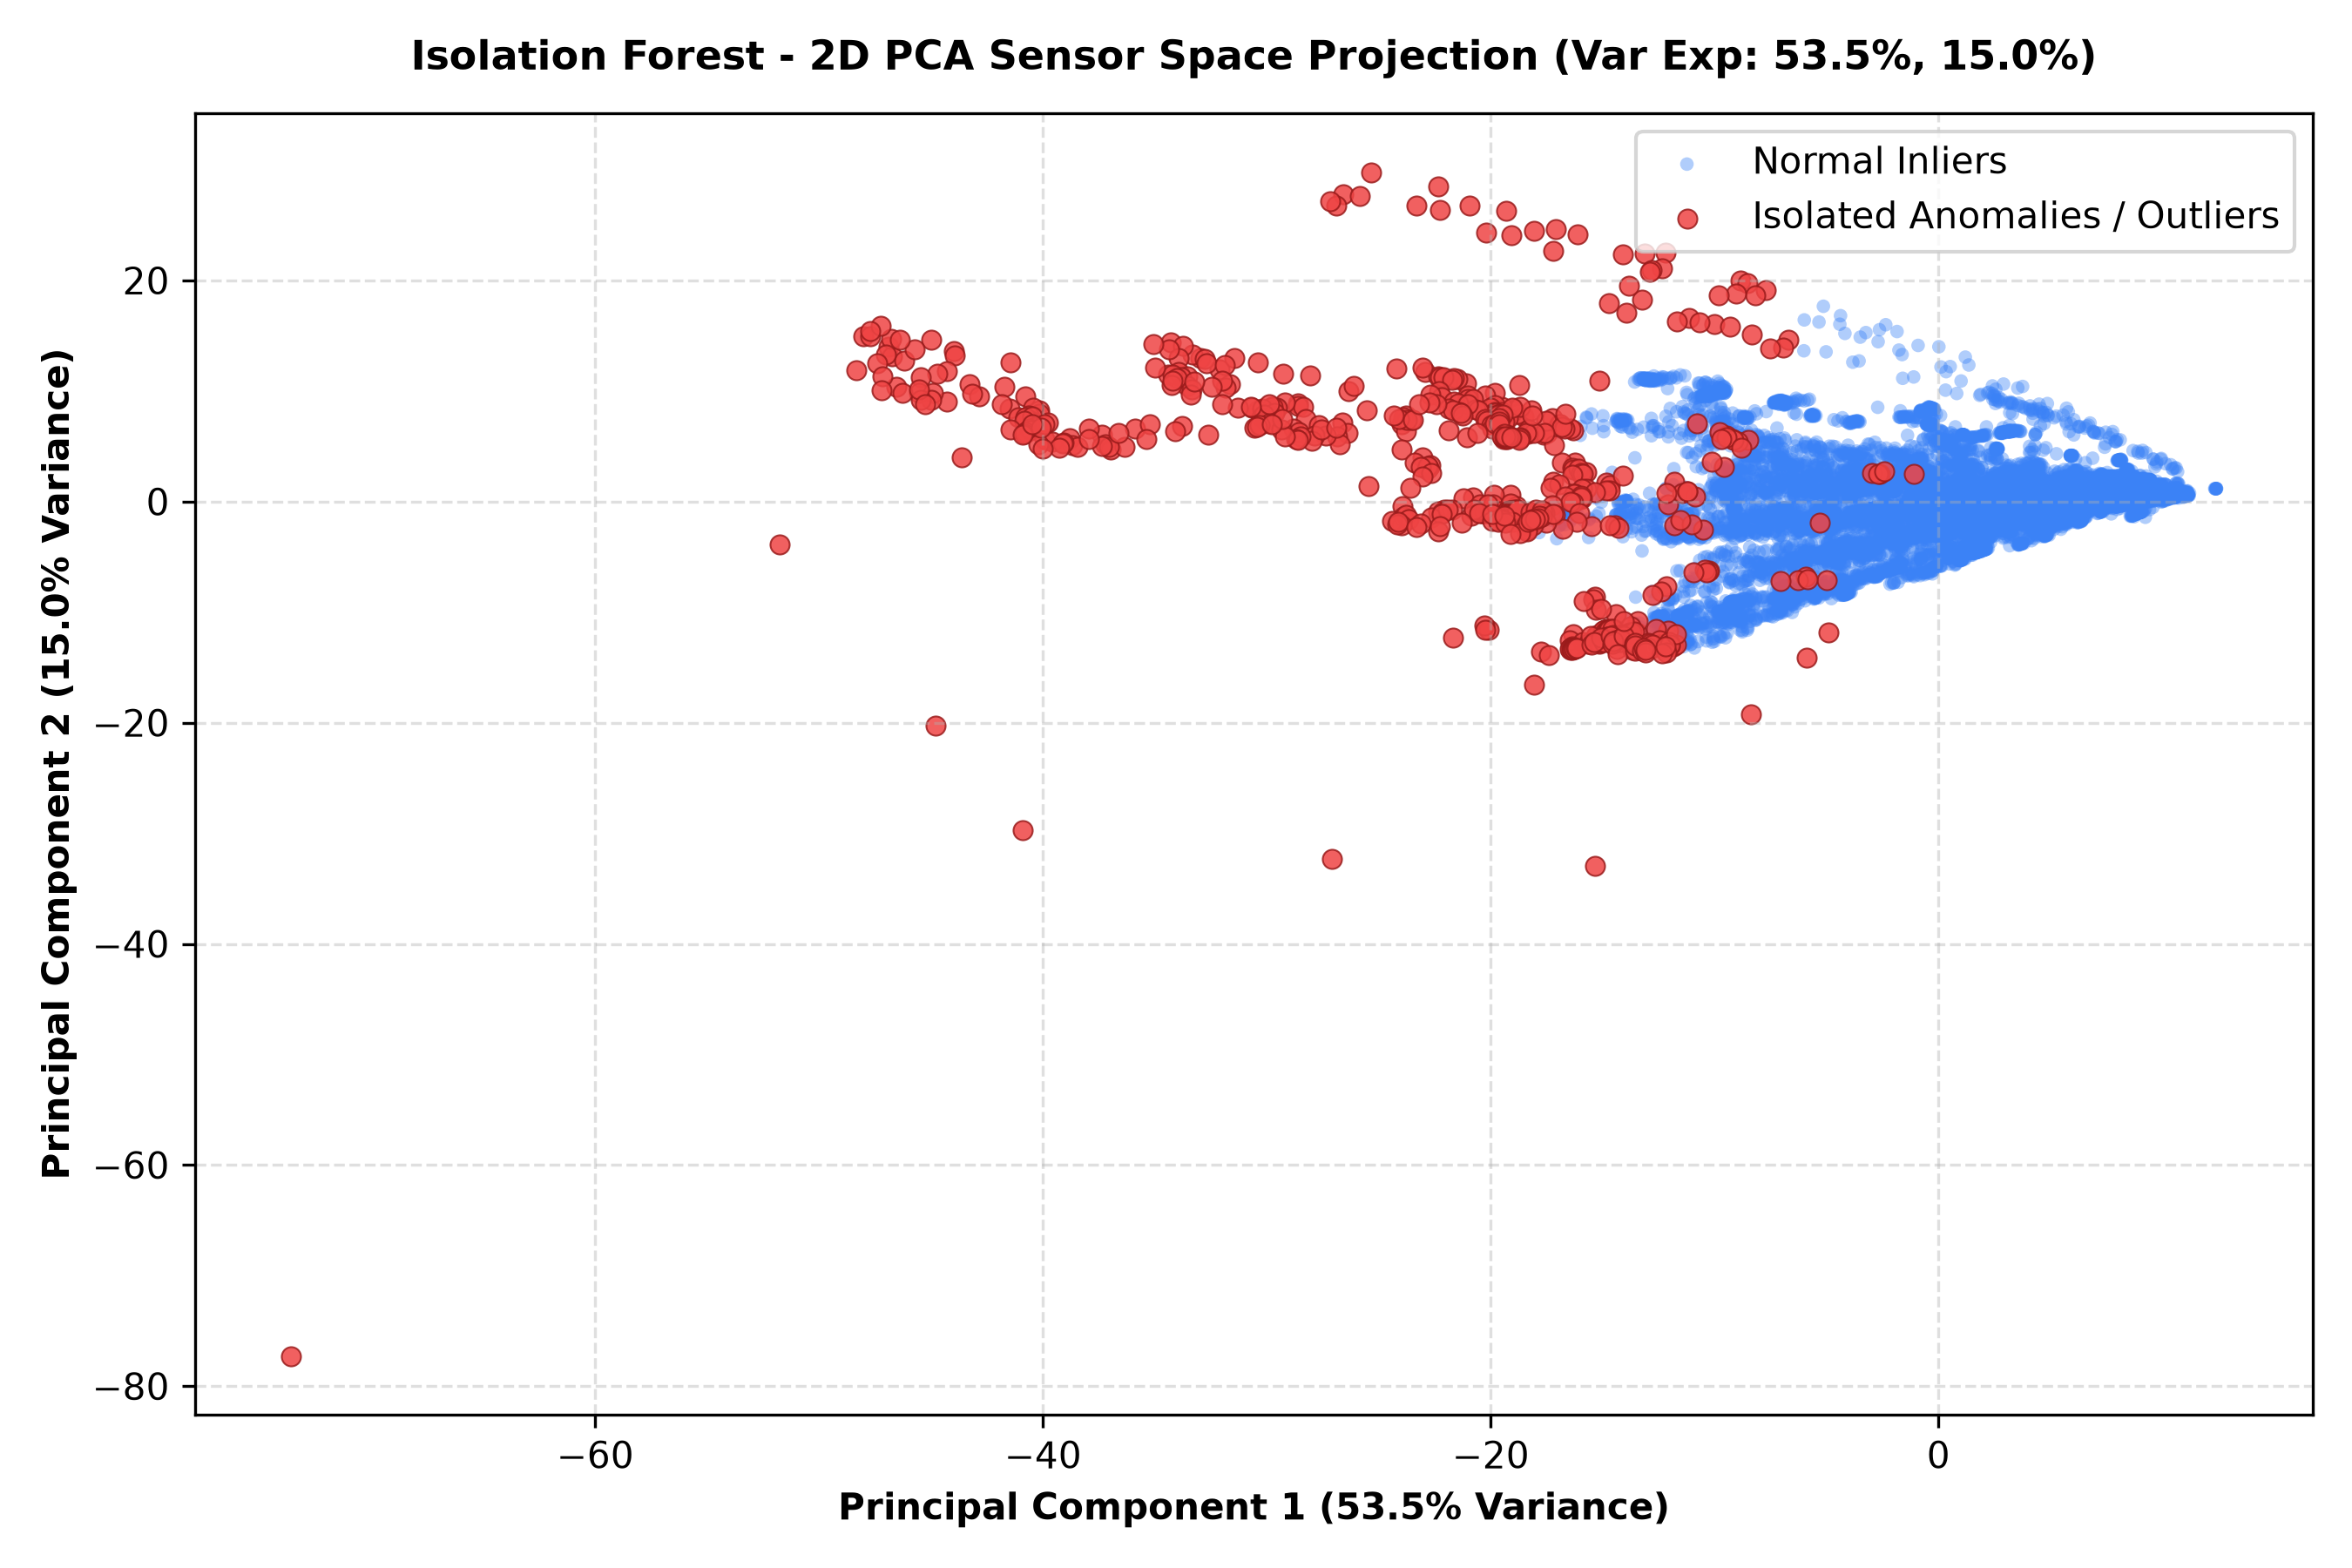 Isolation Forest - 2D PCA Sensor Space Projection (Var Exp: 53.5%, 15.0%)
Normal Inliers
Isolated Anomalies / Outliers
Principal Component 2 (15.0% Variance)
20
0
−20
−40
−60
−80
−60
−40
−20
0
Principal Component 1 (53.5% Variance)